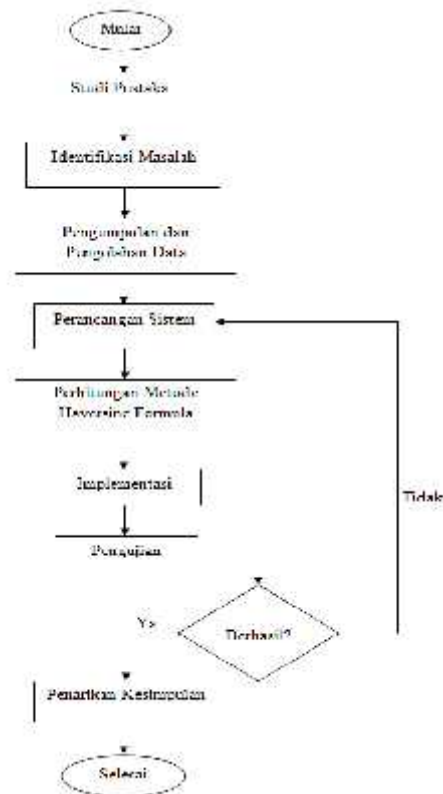 Mulai
Studi Pustaka
Identifikasi Masalah
Pengumpulan dan
Pengolahan Data
Perancangan Sistem
Perhitungan Metode
Haversine Formula
Implementasi
Tidak
Pengujian
Ya
Berhasil?
Penarikan Kesimpulan
Selesai